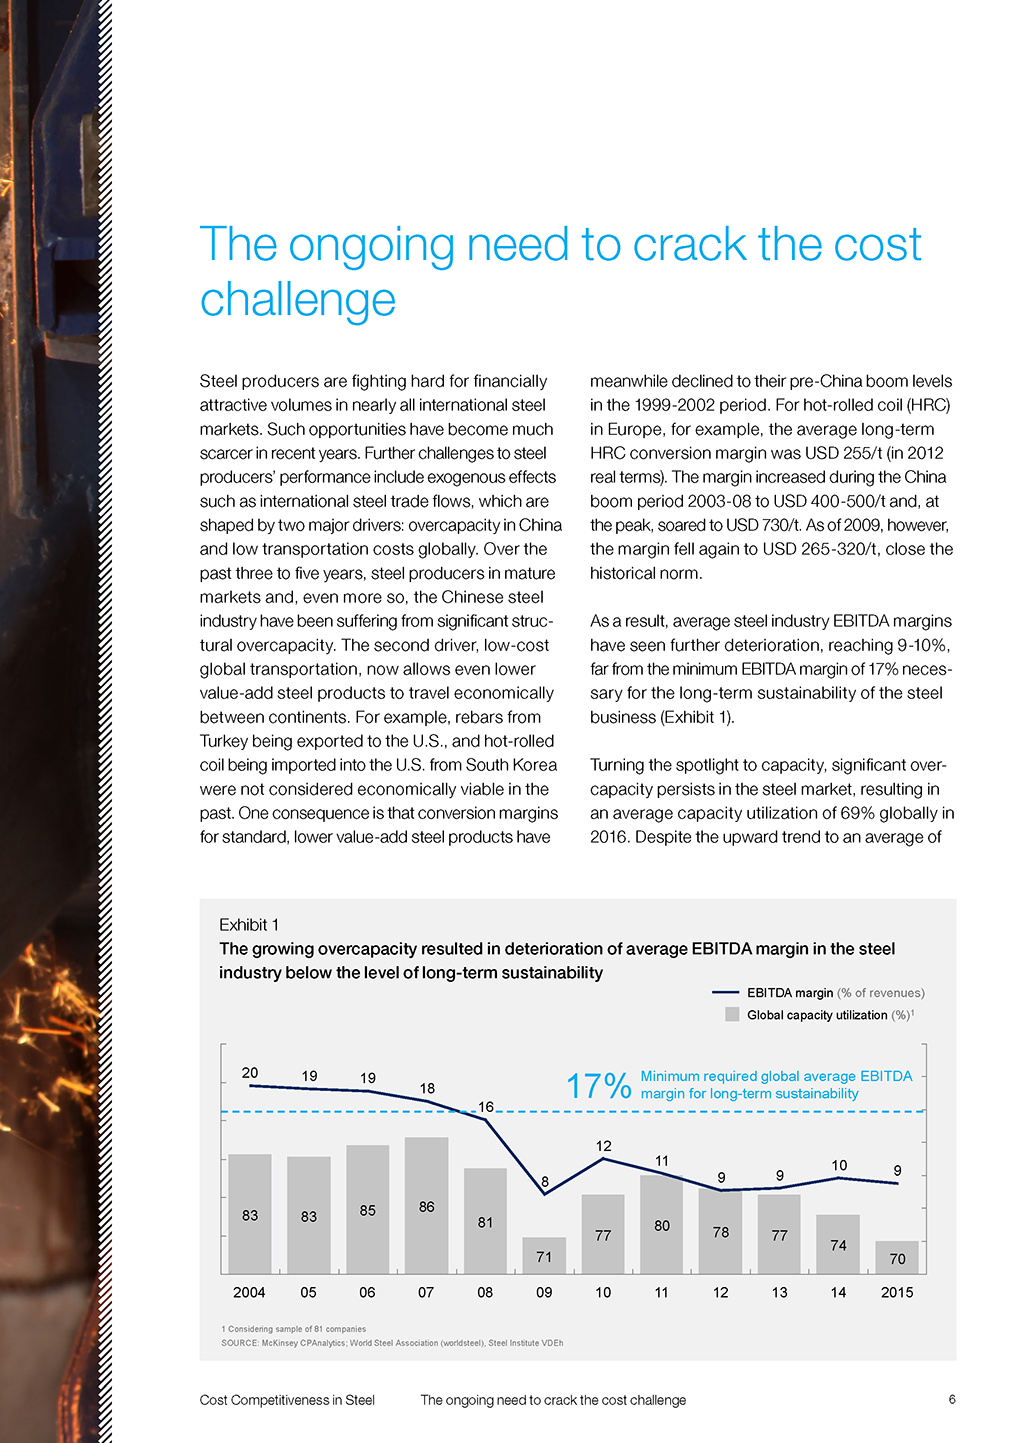 The ongoing need to crack the cost
challenge
Steel producers are fighting hard for financially
attractive volumes in nearly all international steel
markets. Such opportunities have become much
scarcer in recent years. Further challenges to steel
producers’ performance include exogenous effects
such as international steel trade flows, which are
shaped by two major drivers: overcapacity in China
and low transportation costs globally. Over the
past three to five years, steel producers in mature
markets and, even more so, the Chinese steel
industry have been suffering from significant struc-
tural overcapacity. The second driver, low-cost
global transportation, now allows even lower
value-add steel products to travel economically
between continents. For example, rebars from
Turkey being exported to the U.S., and hot-rolled
coil being imported into the U.S. from South Korea
were not considered economically viable in the
past. One consequence is that conversion margins
for standard, lower value-add steel products have
meanwhile declined to their pre-China boom levels
in the 1999-2002 period. For hot-rolled coil (HRC)
in Europe, for example, the average long-term
HRC conversion margin was USD 255/t (in 2012
real terms). The margin increased during the China
boom period 2003-08 to USD 400-500/t and, at
the peak, soared to USD 730/t. As of 2009, however,
the margin fell again to USD 265-320/t, close the
historical norm.
As a result, average steel industry EBITDA margins
have seen further deterioration, reaching 9-10%,
far from the minimum EBITDA margin of 17% neces-
sary for the long-term sustainability of the steel
business (Exhibit 1).
Turning the spotlight to capacity, significant over-
capacity persists in the steel market, resulting in
an average capacity utilization of 69% globally in
2016. Despite the upward trend to an average of
Exhibit 1
The growing overcapacity resulted in deterioration of average EBITDA margin in the steel
industry below the level of long-term sustainability
EBITDA margin (% of revenues)
Global capacity utilization (%)1
17% Minimum required global average EBITDA
margin for long-term sustainability
20 19 19 18 16 8 12 11 9 9 10 9
83 83 85 86 81 71 77 80 78 77 74 70
2004 05 06 07 08 09 10 11 12 13 14 2015
1 Considering sample of 81 companies
SOURCE: McKinsey CPAnalytics; World Steel Association (worldsteel), Steel Institute VDEh
Cost Competitiveness in Steel The ongoing need to crack the cost challenge 6